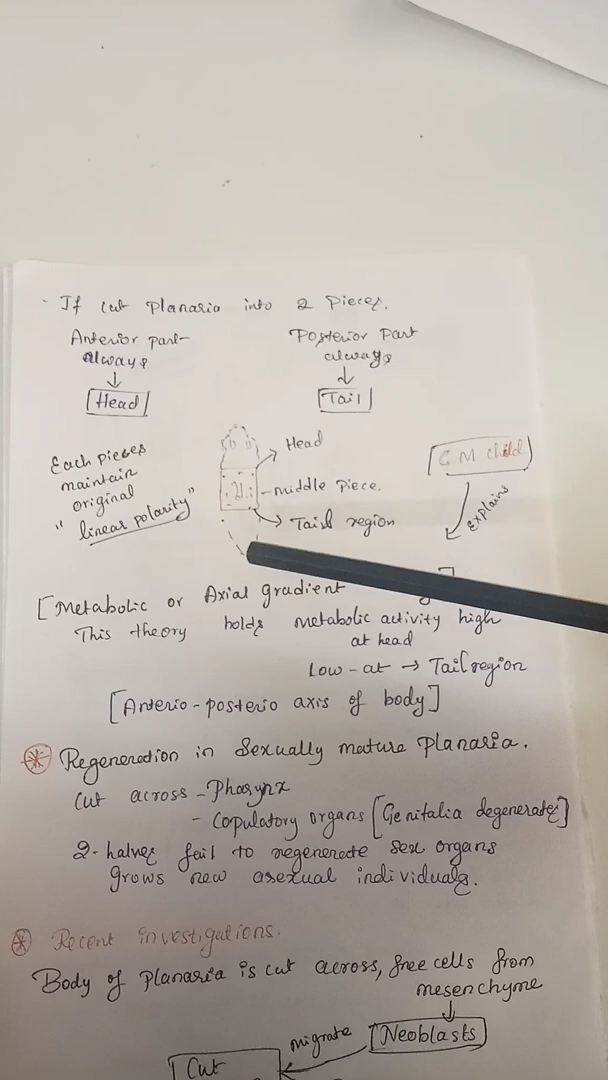 - If cut Planaria into 2 Pieces.
Anterior part- always
↓
[Head]
Posterior Part always
↓
[Tail]
Each pieces
maintain
original
"linear polarity"
Head
middle piece.
Tail region
C M child
Explains
[Metabolic or Axial gradient
This theory holds metabolic activity high
at head
Low-at → Tail region
[Anterio-posterio axis of body]
Regeneration in Sexually mature Planaria.
Cut across - Pharynx
- Copulatory organs [Genitalia degenerate]
2-halves fail to regenerate sex organs
grows new asexual individuals.
Recent investigations.
Body of Planaria is cut across, free cells from
mesenchyme
↓
Neoblasts
migrate
Cut